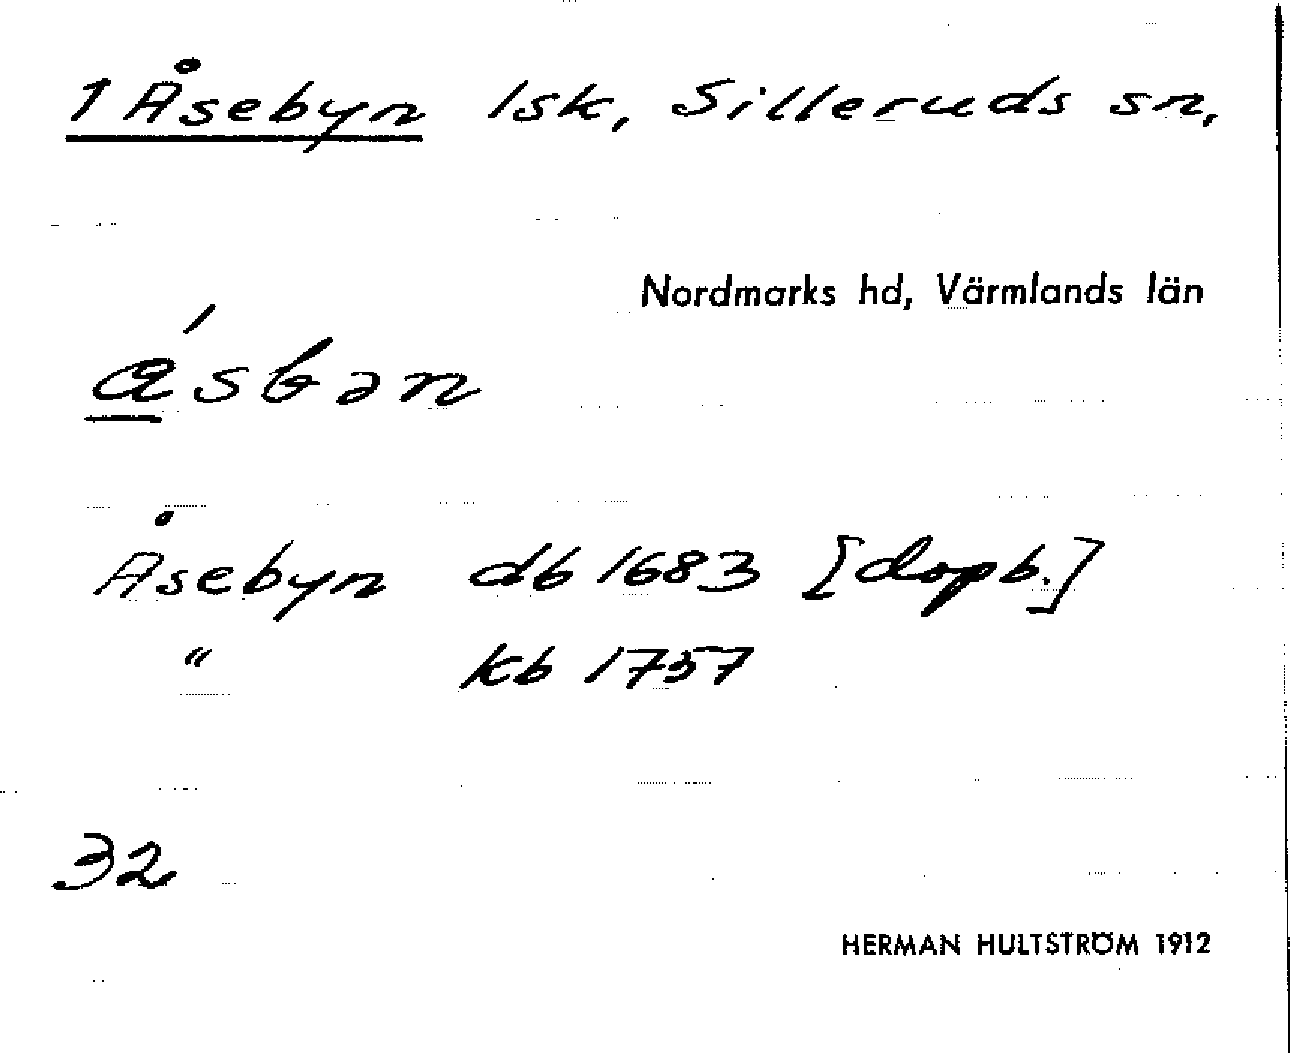 1 Åsebyn lsk, Silleruds sn,
Nordmarks hd, Värmlands län
Åsebyn db 1683 [dopb.]
" kb 1757
32
HERMAN HULTSTRÖM 1912